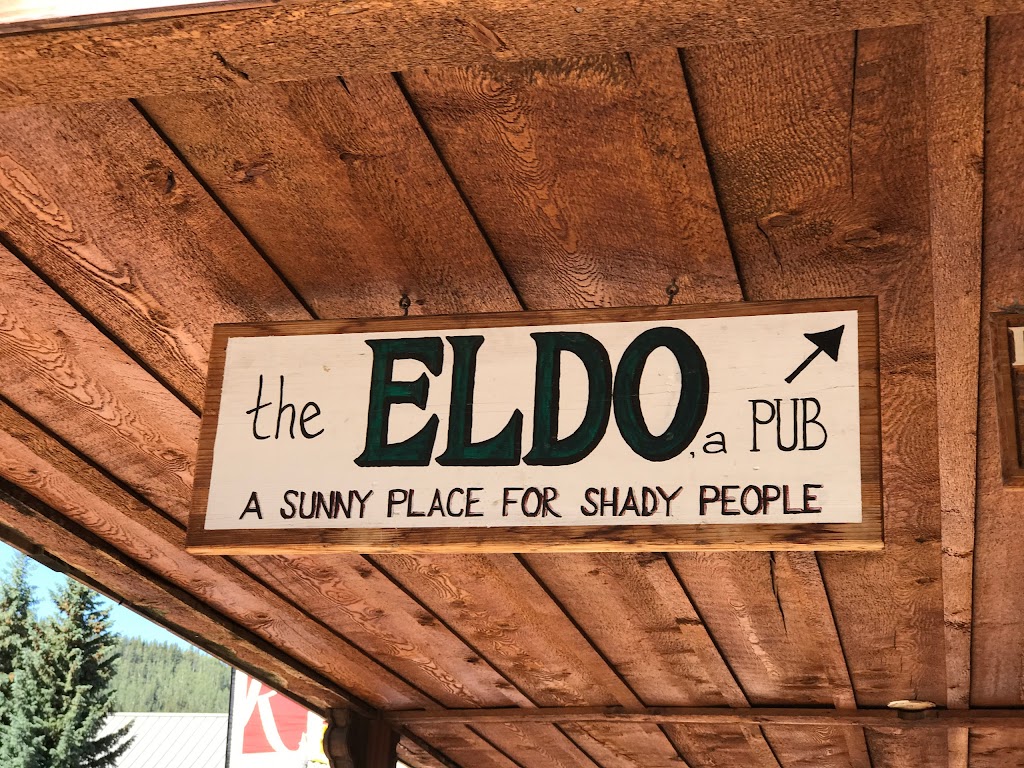 the ELDO, a PUB
A SUNNY PLACE FOR SHADY PEOPLE
R